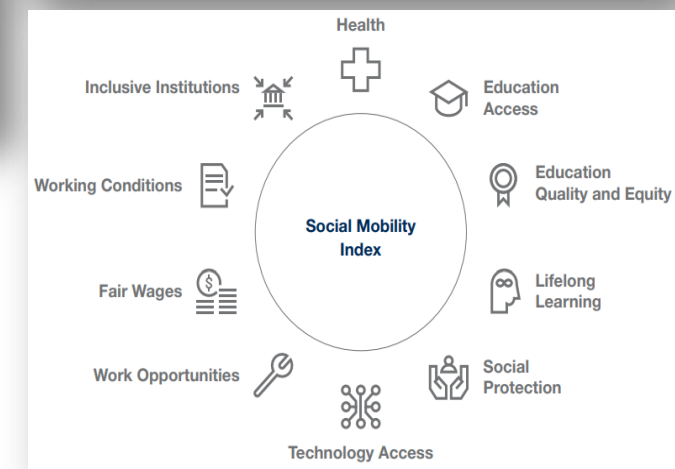 Health
Inclusive Institutions
Education
Access
Working Conditions
Education
Quality and Equity
Social Mobility
Index
Fair Wages
$
Lifelong
Learning
Work Opportunities
Social
Protection
Technology Access